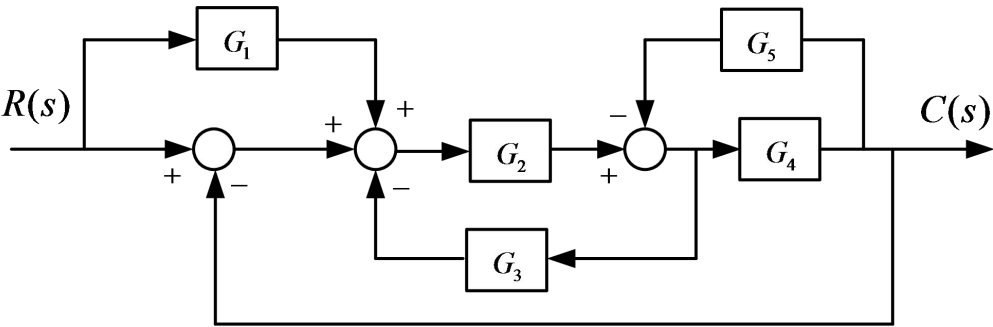 G₁
G₅
R(s)
+
−
C(s)
+
+
−
G₂
+
G₄
−
G₃